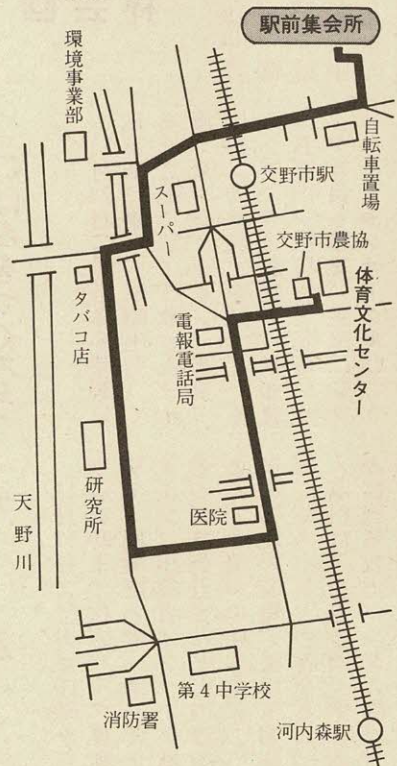 駅前集会所
環境事業部
自転車置場
スーパー
交野市駅
交野市農協
体育文化センター
タバコ店
電報電話局
研究所
天野川
医院
第4中学校
消防署
河内森駅